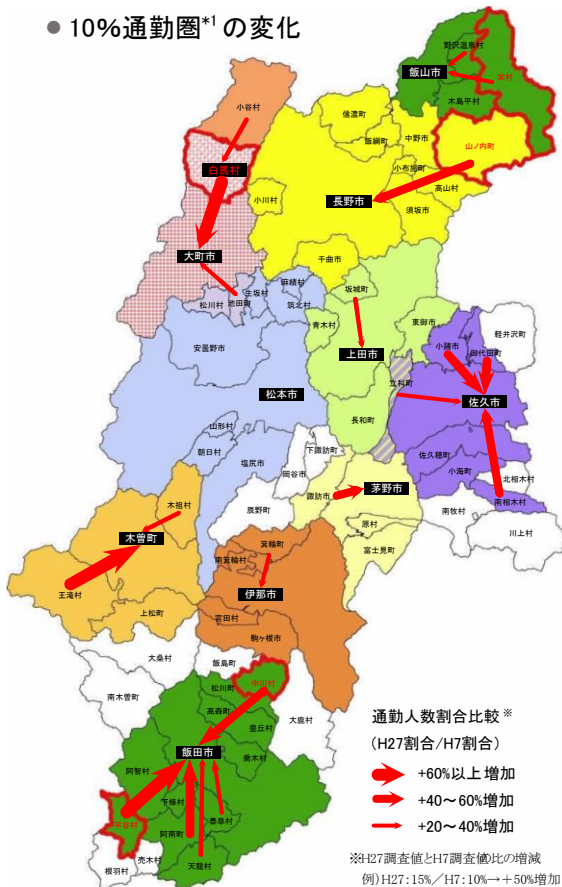 ● 10%通勤圏*1 の変化
野沢温泉村
飯山市
栄村
木島平村
小谷村
信濃町
中野市
山ノ内町
飯綱町
小布施町
白馬村
高山村
小川村
長野市
須坂市
大町市
千曲市
生坂村
麻績村
坂城町
松川村
池田町
筑北村
東御市
軽井沢町
青木村
小諸市
御代田町
安曇野市
上田市
立科町
松本市
佐久市
長和町
山形村
下諏訪町
佐久穂町
朝日村
塩尻市
岡谷市
小海町
北相木村
諏訪市
茅野市
南相木村
木祖村
辰野町
原村
南牧村
川上村
木曽町
箕輪町
富士見町
南箕輪村
王滝村
伊那市
上松町
宮田村
駒ヶ根市
大桑村
飯島町
南木曽町
松川町
中川村
高森町
大鹿村
豊丘村
飯田市
喬木村
阿智村
下條村
泰阜村
平谷村
阿南町
売木村
天龍村
根羽村
通勤人数割合比較※
(H27割合/H7割合)
+60%以上増加
+40～60%増加
+20～40%増加
※H27調査値とH7調査値の比の増減
例)H27:15%/H7:10%→+50%増加